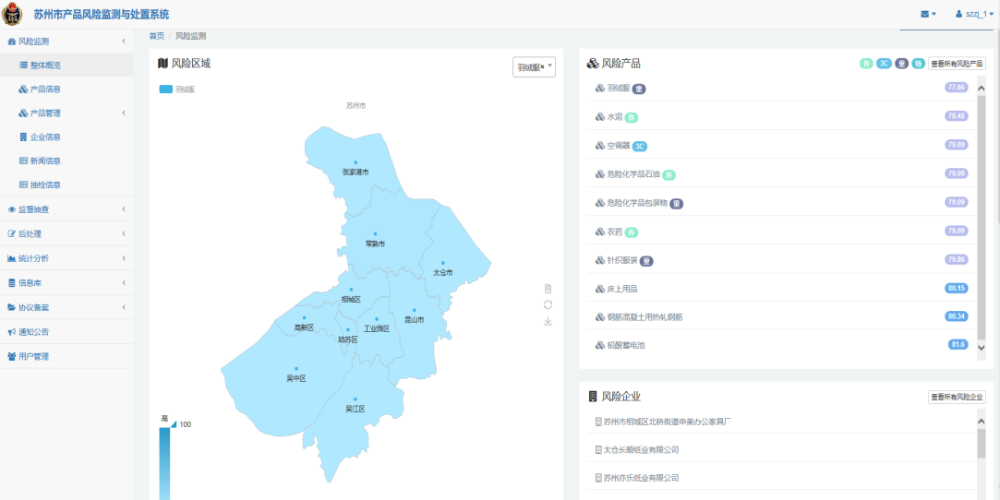 苏州市产品风险监测与处置系统
szzj_1
风险监测
整体概览
产品信息
产品管理
企业信息
新闻信息
抽检信息
监督抽查
后处理
统计分析
信息库
协议备案
通知公告
用户管理
首页 / 风险监测
风险区域
羽绒服×
羽绒服
苏州市
张家港市
常熟市
太仓市
相城区
高新区
工业园区
昆山市
姑苏区
吴中区
吴江区
高
100
风险产品
许 3C 重 特 查看所有风险产品
羽绒服 重 77.66
水泥 许 78.48
空调器 3C 79.09
危险化学品石油 许 79.09
危险化学品包装物 重 79.09
农药 许 79.09
针织服装 重 79.86
床上用品 80.15
钢筋混凝土用热轧钢筋 80.34
铅酸蓄电池 81.6
风险企业
查看所有风险企业
苏州市相城区北桥街道申美办公家具厂
太仓长顺纸业有限公司
苏州亦乐纸业有限公司